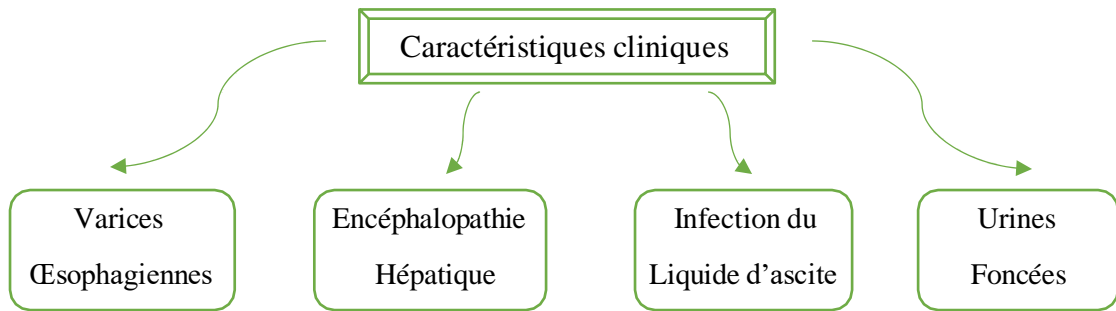 Caractéristiques cliniques
Varices
Œsophagiennes
Encéphalopathie
Hépatique
Infection du
Liquide d’ascite
Urines
Foncées